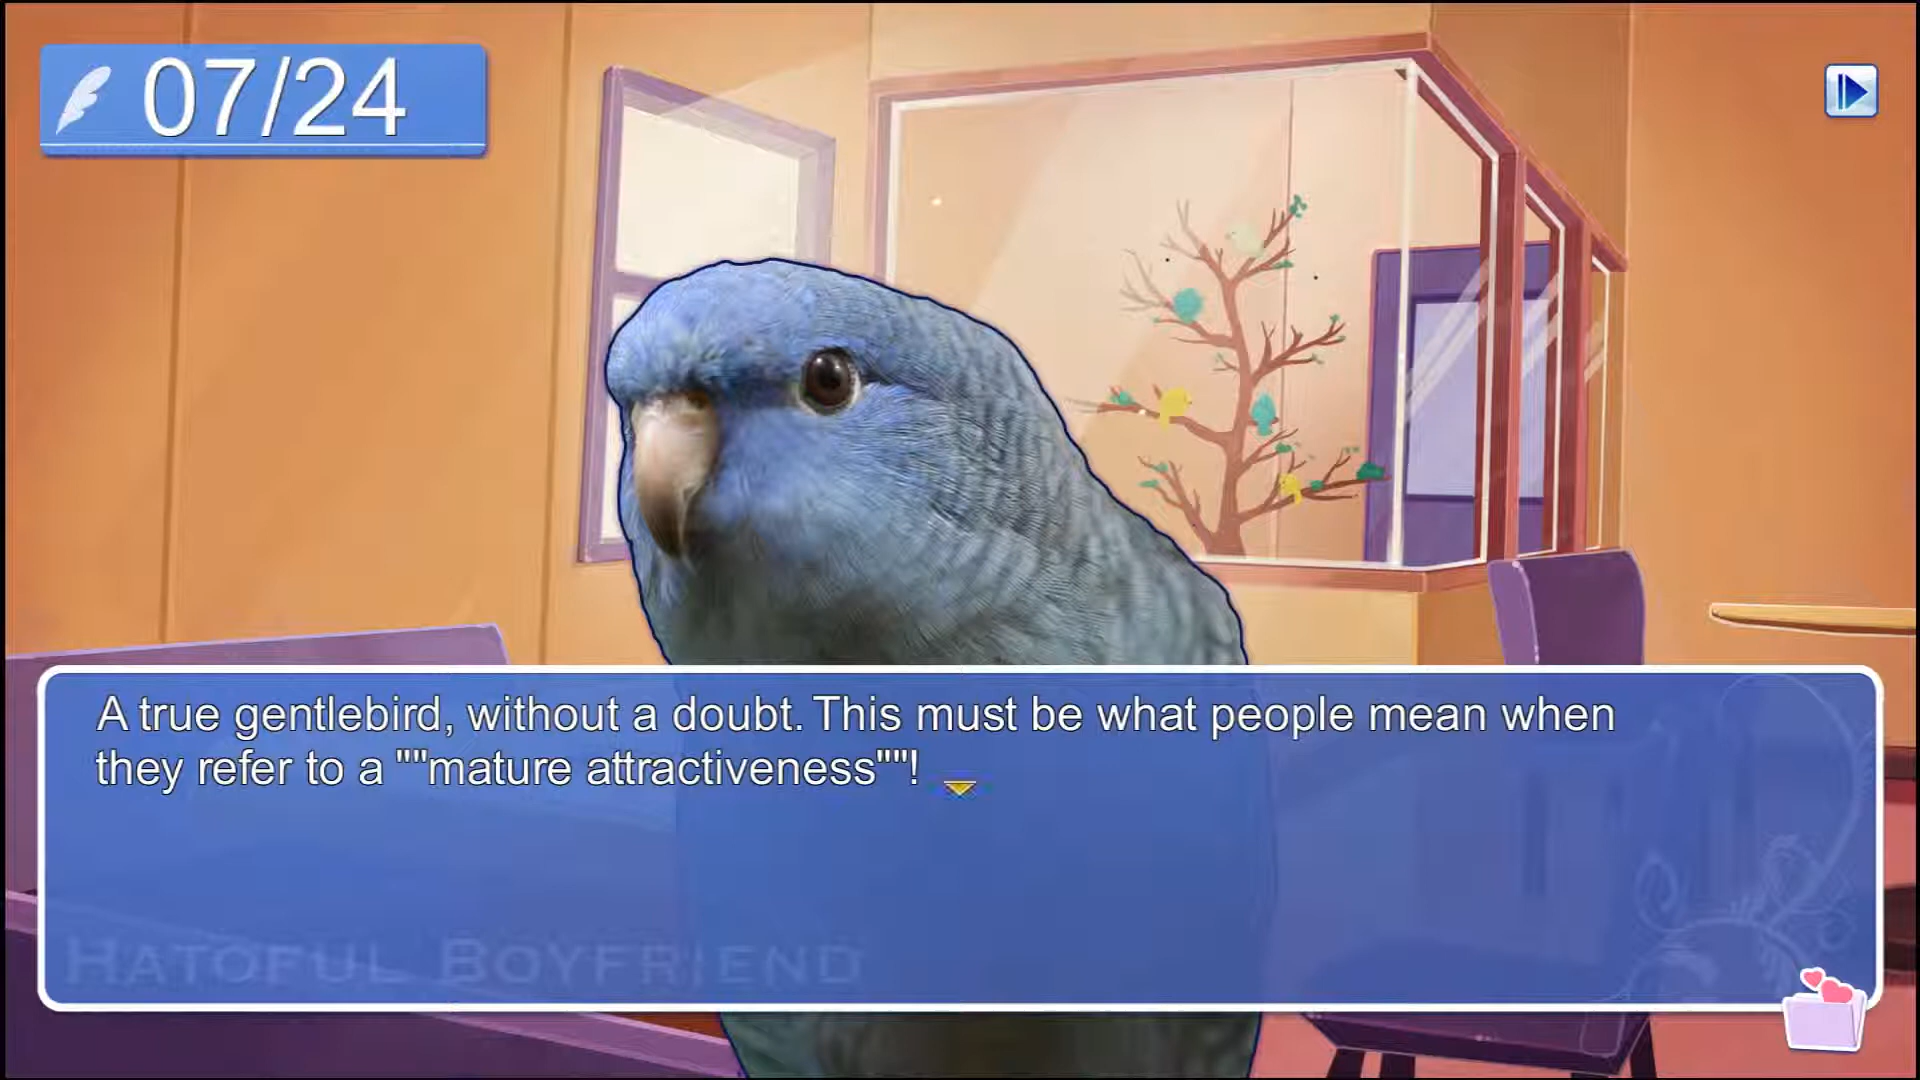 07/24
A true gentlebird, without a doubt. This must be what people mean when
they refer to a ""mature attractiveness""!
HATOFUL BOYFRIEND